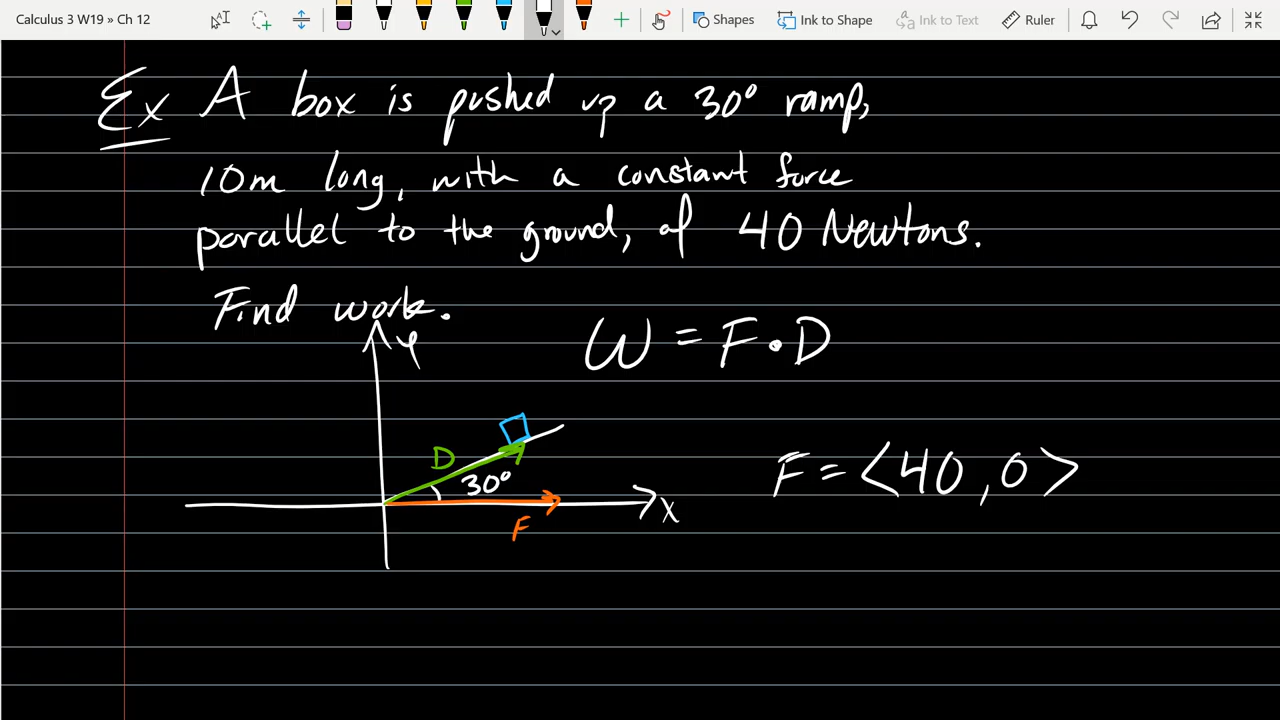 Calculus 3 W19 » Ch 12
Shapes
Ink to Shape
Ink to Text
Ruler
Ex A box is pushed up a 30° ramp,
10m long, with a constant force
parallel to the ground, of 40 Newtons.
Find work.
W = F • D
y
D
30°
F = <40, 0>
x
F